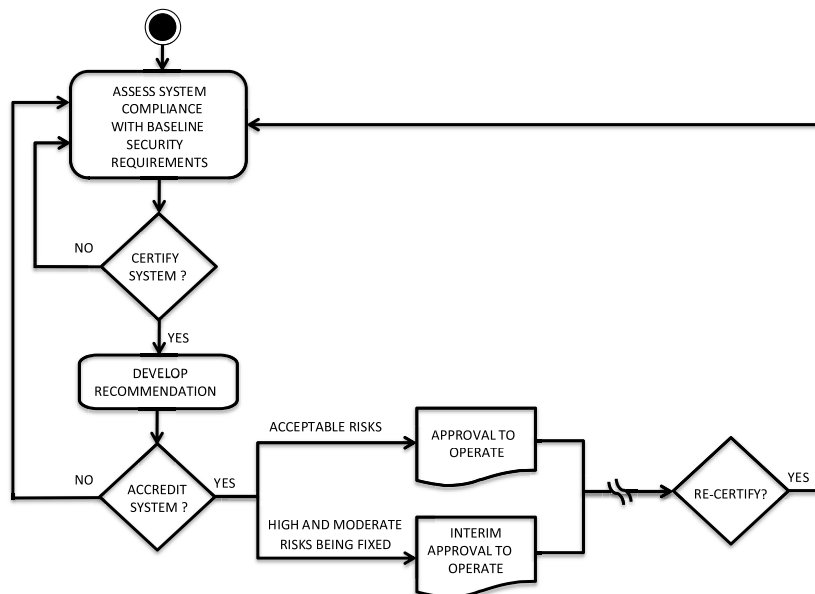 ASSESS SYSTEM
COMPLIANCE
WITH BASELINE
SECURITY
REQUIREMENTS
NO
CERTIFY
SYSTEM ?
YES
DEVELOP
RECOMMENDATION
NO
ACCREDIT
SYSTEM ?
YES
ACCEPTABLE RISKS
APPROVAL TO
OPERATE
HIGH AND MODERATE
RISKS BEING FIXED
INTERIM
APPROVAL TO
OPERATE
RE-CERTIFY?
YES